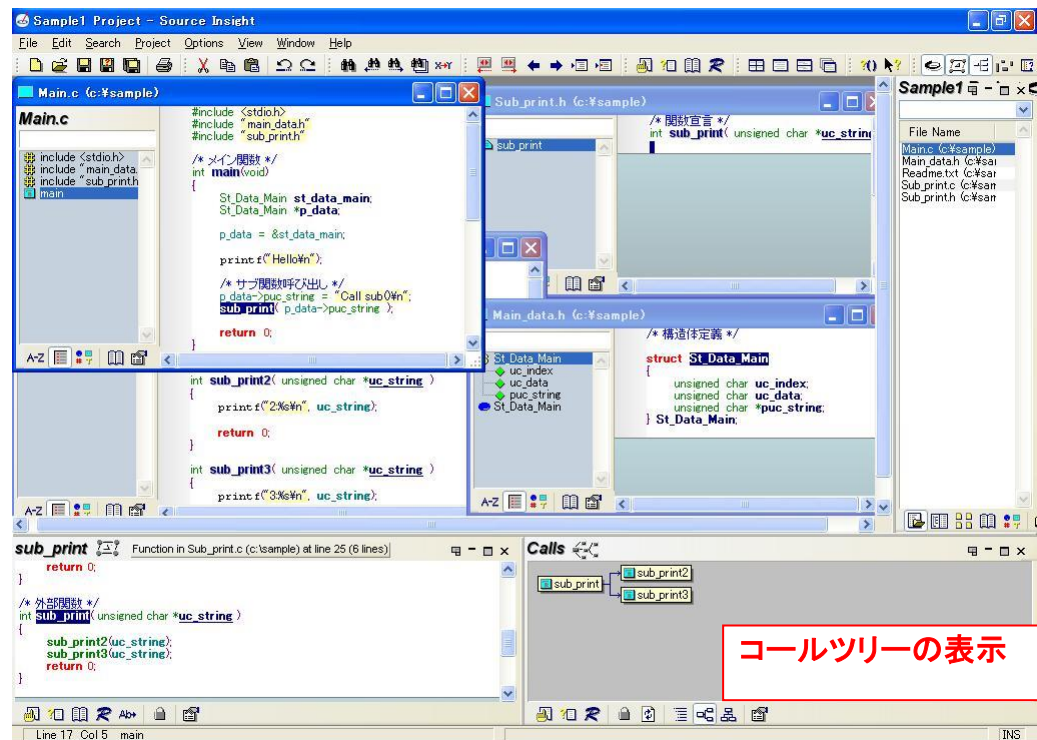 Sample1 Project - Source Insight
File Edit Search Project Options View Window Help
Main.c (c:¥sample)
Main.c
include <stdio.h>
include "main_data.
include "sub_print.h
main
#include <stdio.h>
#include "main_data.h"
#include "sub_print.h"
/* メイン関数 */
int main(void)
{
St_Data_Main st_data_main;
St_Data_Main *p_data;
p_data = &st_data_main;
printf("Hello¥n");
/* サブ関数呼び出し */
p_data->puc_string = "Call sub()¥n";
sub_print( p_data->puc_string );
return 0;
}
A-Z
Sub_print.h (c:¥sample)
sub_print
/* 関数宣言 */
int sub_print( unsigned char *uc_string
Main_data.h (c:¥sample)
St_Data_Main
uc_index
uc_data
puc_string
St_Data_Main
/* 構造体定義 */
struct St_Data_Main
{
unsigned char uc_index;
unsigned char uc_data;
unsigned char *puc_string;
} St_Data_Main;
A-Z
int sub_print2( unsigned char *uc_string )
{
printf("2:%s¥n", uc_string);
return 0;
}
int sub_print3( unsigned char *uc_string )
{
printf("3:%s¥n", uc_string);
A-Z
Sample1
File Name
Main.c (c:¥sample)
Main_data.h (c:¥sar
Readme.txt (c:¥sar
Sub_print.c (c:¥sam
Sub_print.h (c:¥sam
sub_print Function in Sub_print.c (c:\sample) at line 25 (6 lines)
return 0;
}
/* 外部関数 */
int sub_print( unsigned char *uc_string )
{
sub_print2(uc_string);
sub_print3(uc_string);
return 0;
}
Calls
sub_print
sub_print2
sub_print3
コールツリーの表示
Line 17 Col 5 main
INS